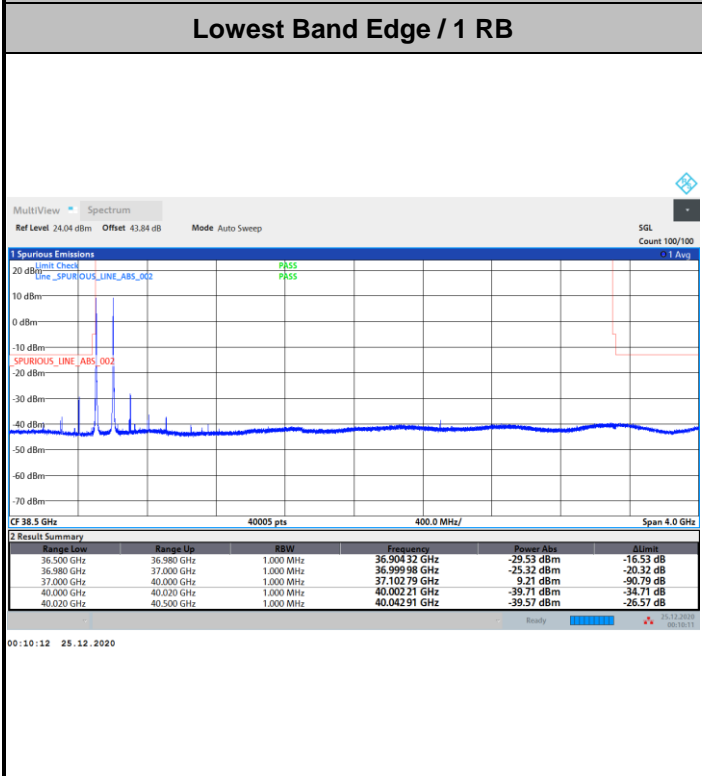 Lowest Band Edge / 1 RB
MultiView Spectrum
Ref Level 24.04 dBm Offset 43.84 dB Mode Auto Sweep SGL
Count 100/100
1 Spurious Emissions 1 Avg
Limit Check PASS
20 dBm
Line _SPURIOUS_LINE_ABS_002 PASS
10 dBm
0 dBm
-10 dBm
_SPURIOUS_LINE_ABS_002
-20 dBm
-30 dBm
-40 dBm
-50 dBm
-60 dBm
-70 dBm
CF 38.5 GHz 40005 pts 400.0 MHz/ Span 4.0 GHz
2 Result Summary
Range Low Range Up RBW Frequency Power Abs ΔLimit
36.500 GHz 36.980 GHz 1.000 MHz 36.904 32 GHz -29.53 dBm -16.53 dB
36.980 GHz 37.000 GHz 1.000 MHz 36.999 98 GHz -25.32 dBm -20.32 dB
37.000 GHz 40.000 GHz 1.000 MHz 37.102 79 GHz 9.21 dBm -90.79 dB
40.000 GHz 40.020 GHz 1.000 MHz 40.002 21 GHz -39.71 dBm -34.71 dB
40.020 GHz 40.500 GHz 1.000 MHz 40.042 91 GHz -39.57 dBm -26.57 dB
Ready 25.12.2020
00:10:11
00:10:12 25.12.2020